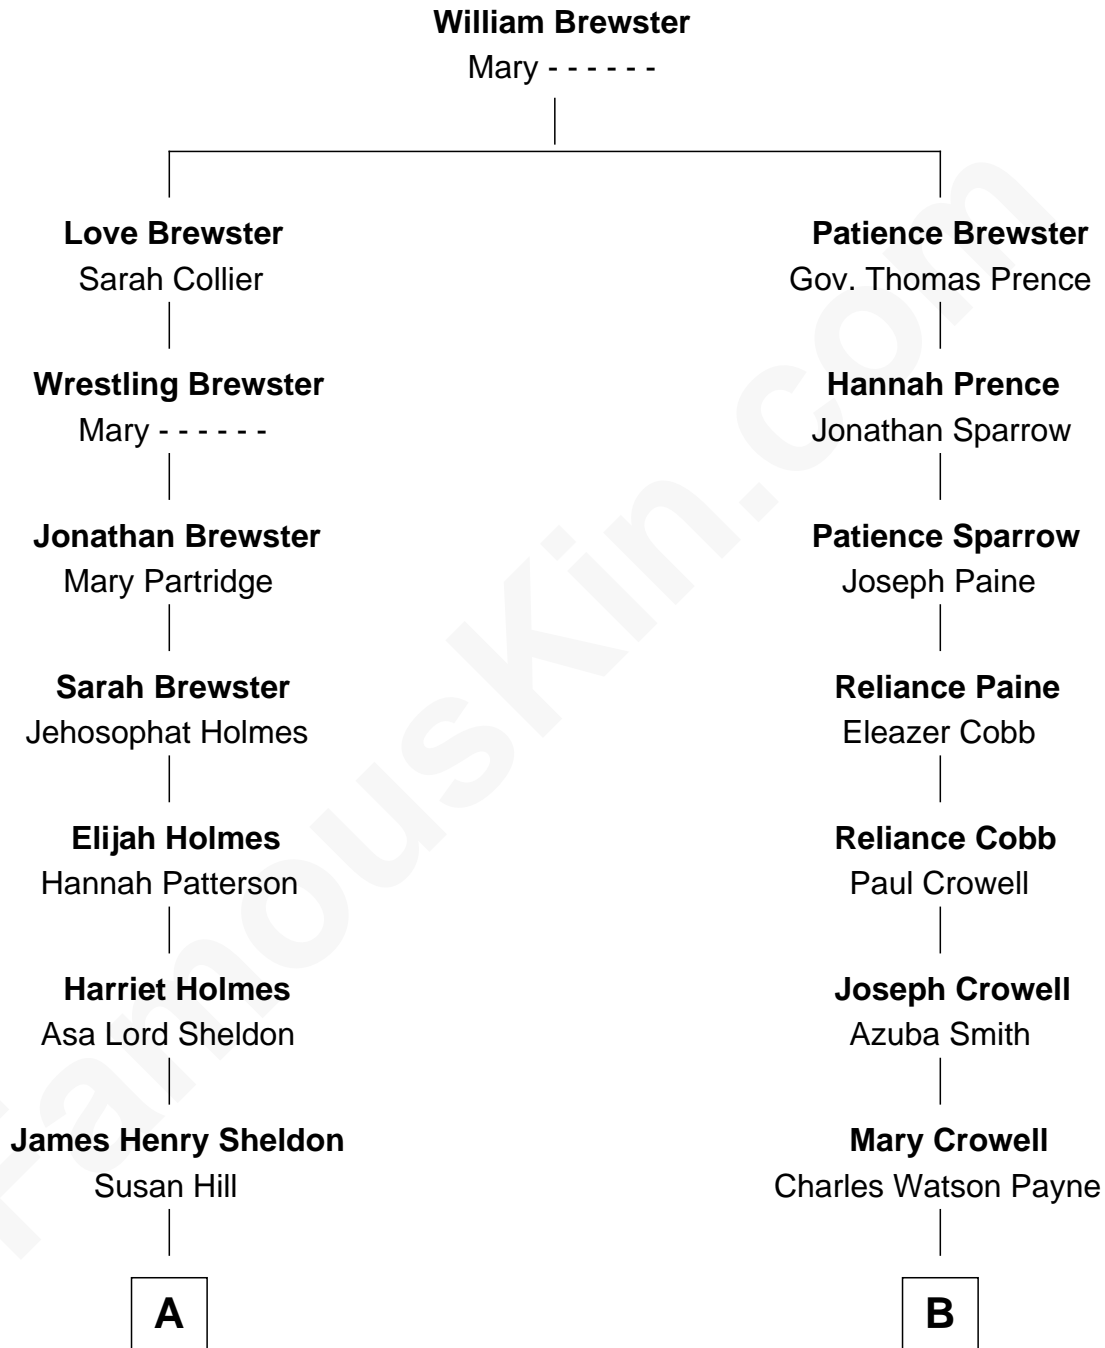 William Brewster
Mary - - - - - -
Love Brewster
Sarah Collier
Patience Brewster
Gov. Thomas Prence
Wrestling Brewster
Mary - - - - - -
Hannah Prence
Jonathan Sparrow
Jonathan Brewster
Mary Partridge
Patience Sparrow
Joseph Paine
Sarah Brewster
Jehosophat Holmes
Reliance Paine
Eleazer Cobb
Elijah Holmes
Hannah Patterson
Reliance Cobb
Paul Crowell
Harriet Holmes
Asa Lord Sheldon
Joseph Crowell
Azuba Smith
James Henry Sheldon
Susan Hill
Mary Crowell
Charles Watson Payne
A
B
FamousKin.com